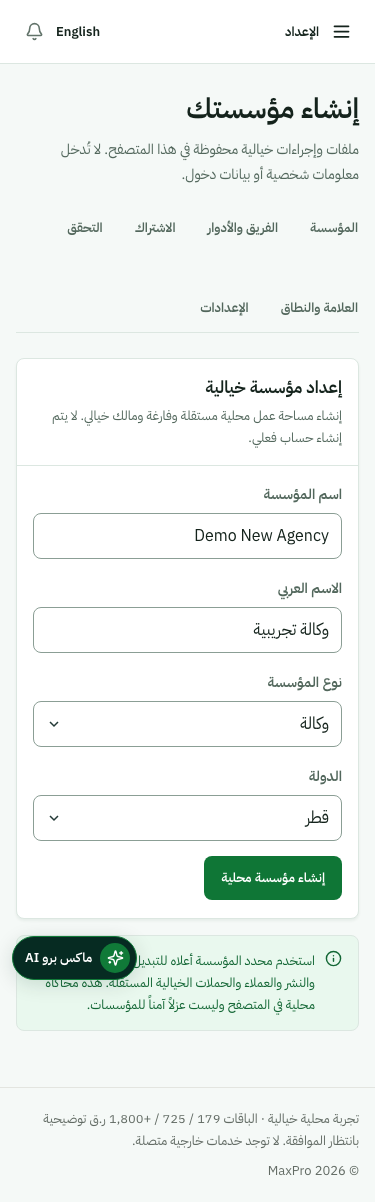 الإعداد
English
إنشاء مؤسستك
ملفات وإجراءات خيالية محفوظة في هذا المتصفح. لا تُدخل
معلومات شخصية أو بيانات دخول.
المؤسسة الفريق والأدوار الاشتراك التحقق
العلامة والنطاق الإعدادات
إعداد مؤسسة خيالية
إنشاء مساحة عمل محلية مستقلة وفارغة ومالك خيالي. لا يتم
إنشاء حساب فعلي.
اسم المؤسسة
Demo New Agency
الاسم العربي
وكالة تجريبية
نوع المؤسسة
وكالة
الدولة
قطر
إنشاء مؤسسة محلية
استخدم محدد المؤسسة أعلاه للتبديل
والنشر والعملاء والحملات الخيالية المستقلة. هذه محاكاة
محلية في المتصفح وليست عزلاً آمناً للمؤسسات.
ماكس برو AI
تجربة محلية خيالية · الباقات 179 / 725 / +1,800 ر.ق توضيحية
بانتظار الموافقة. لا توجد خدمات خارجية متصلة.
© 2026 MaxPro